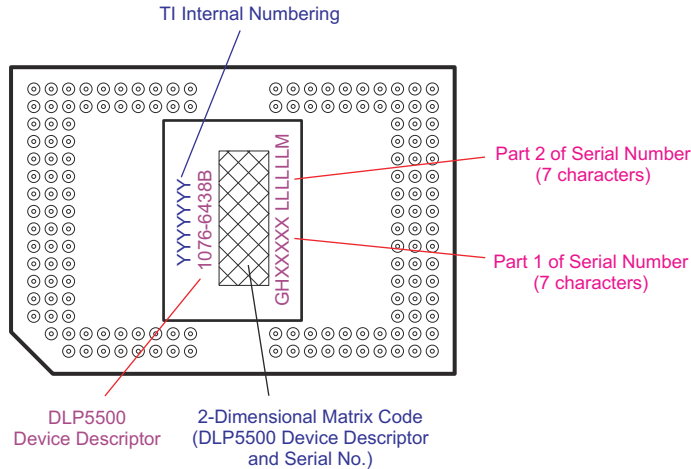 TI Internal Numbering
YYYYYYY
1076-6438B
GHXXXXX LLLLLLM
Part 2 of Serial Number
(7 characters)
Part 1 of Serial Number
(7 characters)
DLP5500
Device Descriptor
2-Dimensional Matrix Code
(DLP5500 Device Descriptor
and Serial No.)